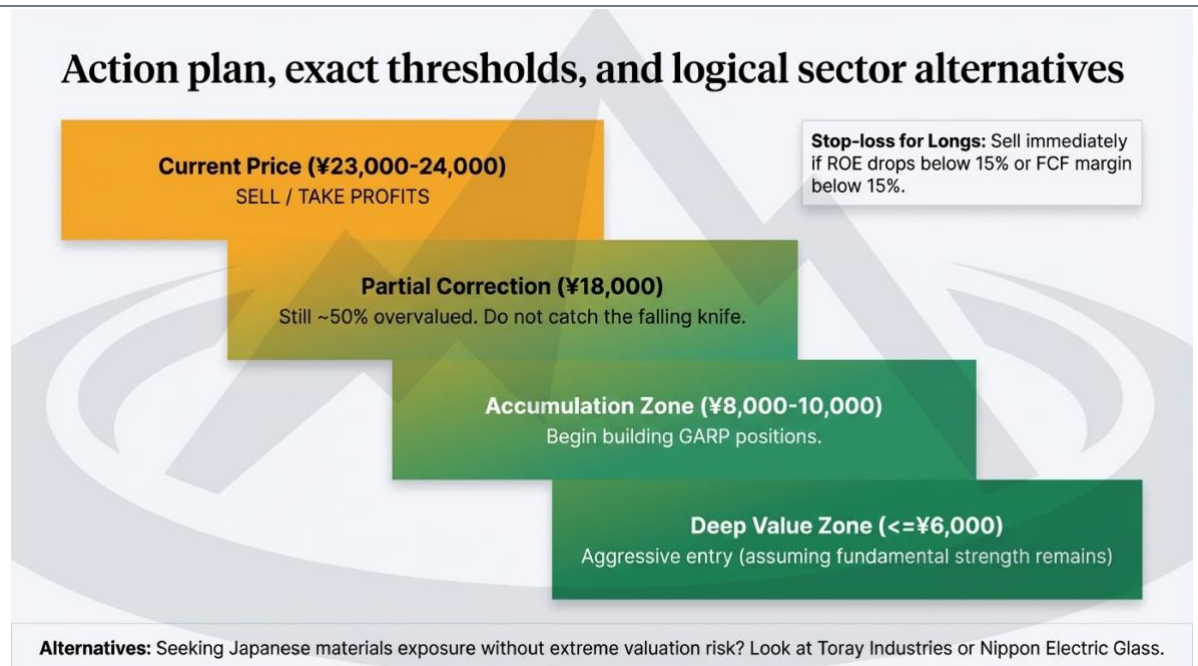 Action plan, exact thresholds, and logical sector alternatives
Current Price (¥23,000-24,000)
SELL / TAKE PROFITS
Stop-loss for Longs: Sell immediately
if ROE drops below 15% or FCF margin
below 15%.
Partial Correction (¥18,000)
Still ~50% overvalued. Do not catch the falling knife.
Accumulation Zone (¥8,000-10,000)
Begin building GARP positions.
Deep Value Zone (<=¥6,000)
Aggressive entry (assuming fundamental strength remains)
Alternatives: Seeking Japanese materials exposure without extreme valuation risk? Look at Toray Industries or Nippon Electric Glass.